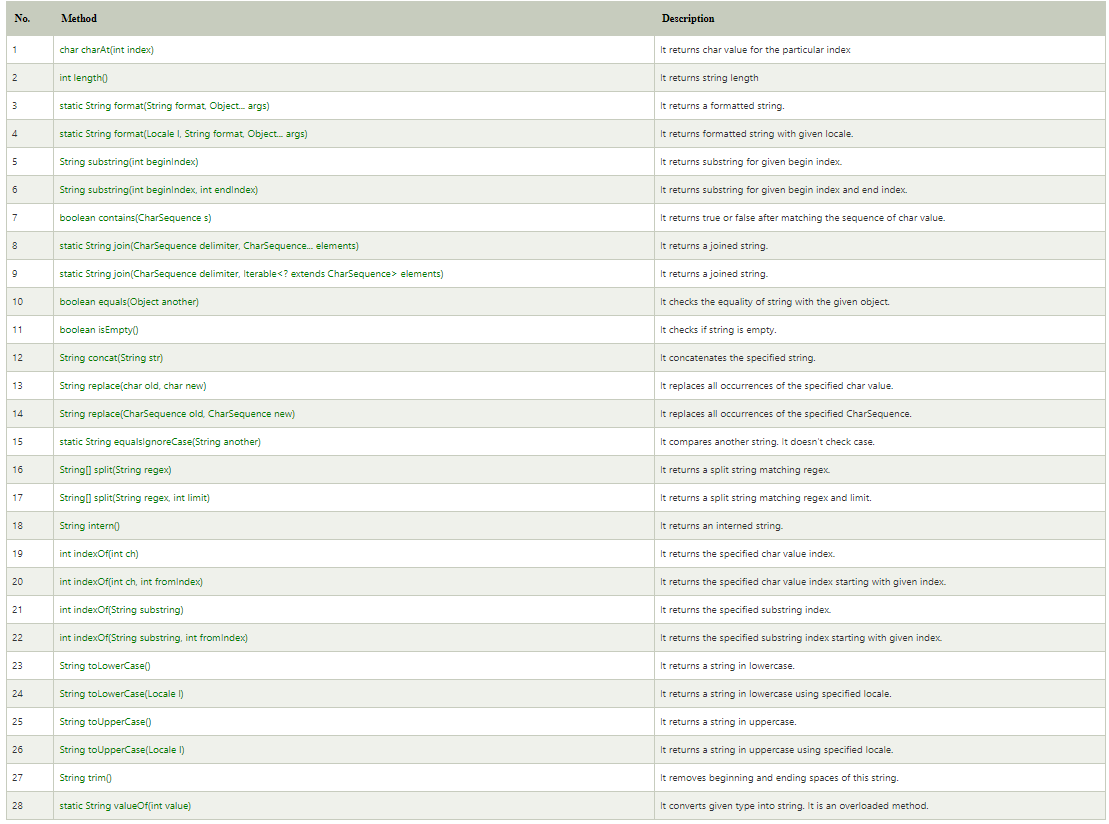 No. Method Description
1 char charAt(int index) It returns char value for the particular index
2 int length() It returns string length
3 static String format(String format, Object... args) It returns a formatted string.
4 static String format(Locale l, String format, Object... args) It returns formatted string with given locale.
5 String substring(int beginIndex) It returns substring for given begin index.
6 String substring(int beginIndex, int endIndex) It returns substring for given begin index and end index.
7 boolean contains(CharSequence s) It returns true or false after matching the sequence of char value.
8 static String join(CharSequence delimiter, CharSequence... elements) It returns a joined string.
9 static String join(CharSequence delimiter, Iterable<? extends CharSequence> elements) It returns a joined string.
10 boolean equals(Object another) It checks the equality of string with the given object.
11 boolean isEmpty() It checks if string is empty.
12 String concat(String str) It concatenates the specified string.
13 String replace(char old, char new) It replaces all occurrences of the specified char value.
14 String replace(CharSequence old, CharSequence new) It replaces all occurrences of the specified CharSequence.
15 static String equalsIgnoreCase(String another) It compares another string. It doesn't check case.
16 String[] split(String regex) It returns a split string matching regex.
17 String[] split(String regex, int limit) It returns a split string matching regex and limit.
18 String intern() It returns an interned string.
19 int indexOf(int ch) It returns the specified char value index.
20 int indexOf(int ch, int fromIndex) It returns the specified char value index starting with given index.
21 int indexOf(String substring) It returns the specified substring index.
22 int indexOf(String substring, int fromIndex) It returns the specified substring index starting with given index.
23 String toLowerCase() It returns a string in lowercase.
24 String toLowerCase(Locale l) It returns a string in lowercase using specified locale.
25 String toUpperCase() It returns a string in uppercase.
26 String toUpperCase(Locale l) It returns a string in uppercase using specified locale.
27 String trim() It removes beginning and ending spaces of this string.
28 static String valueOf(int value) It converts given type into string. It is an overloaded method.